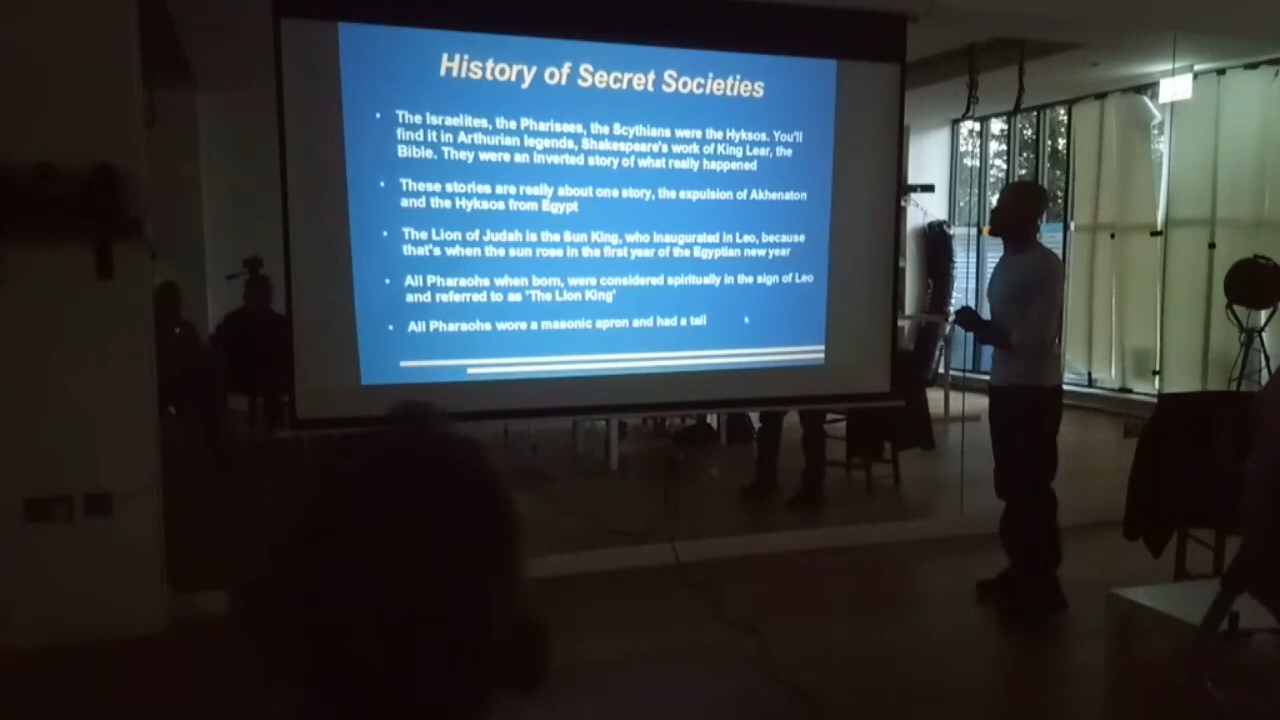 History of Secret Societies
• The Israelites, the Pharisees, the Scythians were the Hyksos. You'll
find it in Arthurian legends, Shakespeare's work of King Lear, the
Bible. They were an inverted story of what really happened
• These stories are really about one story, the expulsion of Akhenaton
and the Hyksos from Egypt
• The Lion of Judah is the Sun King, who inaugurated in Leo, because
that's when the sun rose in the first year of the Egyptian new year
• All Pharaohs when born, were considered spiritually in the sign of Leo
and referred to as 'The Lion King'
• All Pharaohs wore a masonic apron and had a tail